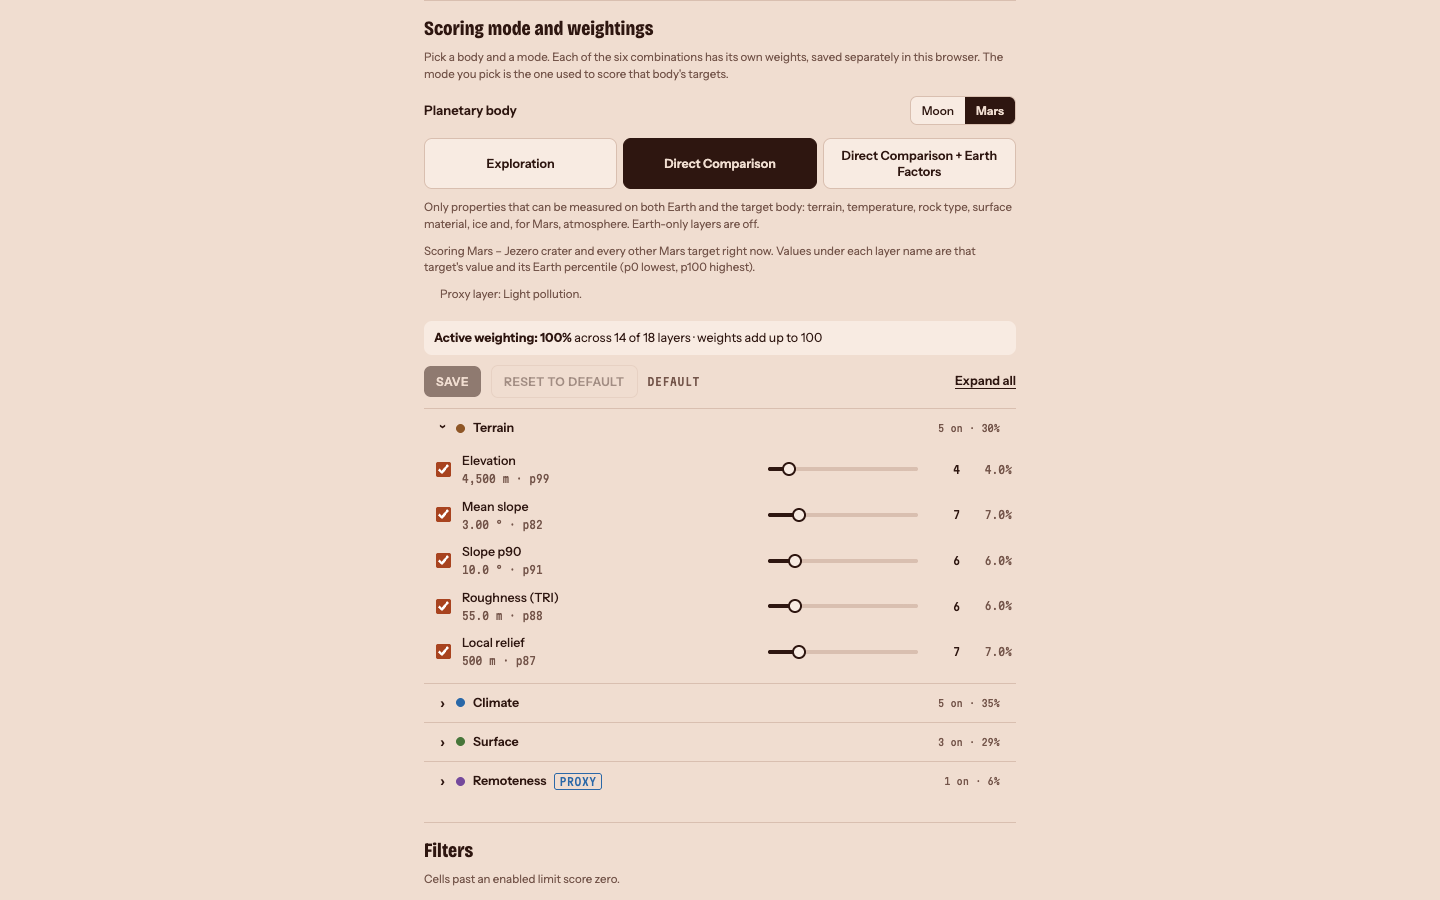 Scoring mode and weightings
Pick a body and a mode. Each of the six combinations has its own weights, saved separately in this browser. The
mode you pick is the one used to score that body's targets.
Planetary body
Moon
Mars
Exploration
Direct Comparison
Direct Comparison + Earth
Factors
Only properties that can be measured on both Earth and the target body: terrain, temperature, rock type, surface
material, ice and, for Mars, atmosphere. Earth-only layers are off.
Scoring Mars – Jezero crater and every other Mars target right now. Values under each layer name are that
target's value and its Earth percentile (p0 lowest, p100 highest).
Proxy layer: Light pollution.
Active weighting: 100% across 14 of 18 layers · weights add up to 100
SAVE
RESET TO DEFAULT
DEFAULT
Expand all
Terrain
5 on · 30%
Elevation
4,500 m · p99
4
4.0%
Mean slope
3.00 ° · p82
7
7.0%
Slope p90
10.0 ° · p91
6
6.0%
Roughness (TRI)
55.0 m · p88
6
6.0%
Local relief
500 m · p87
7
7.0%
Climate
5 on · 35%
Surface
3 on · 29%
Remoteness
PROXY
1 on · 6%
Filters
Cells past an enabled limit score zero.